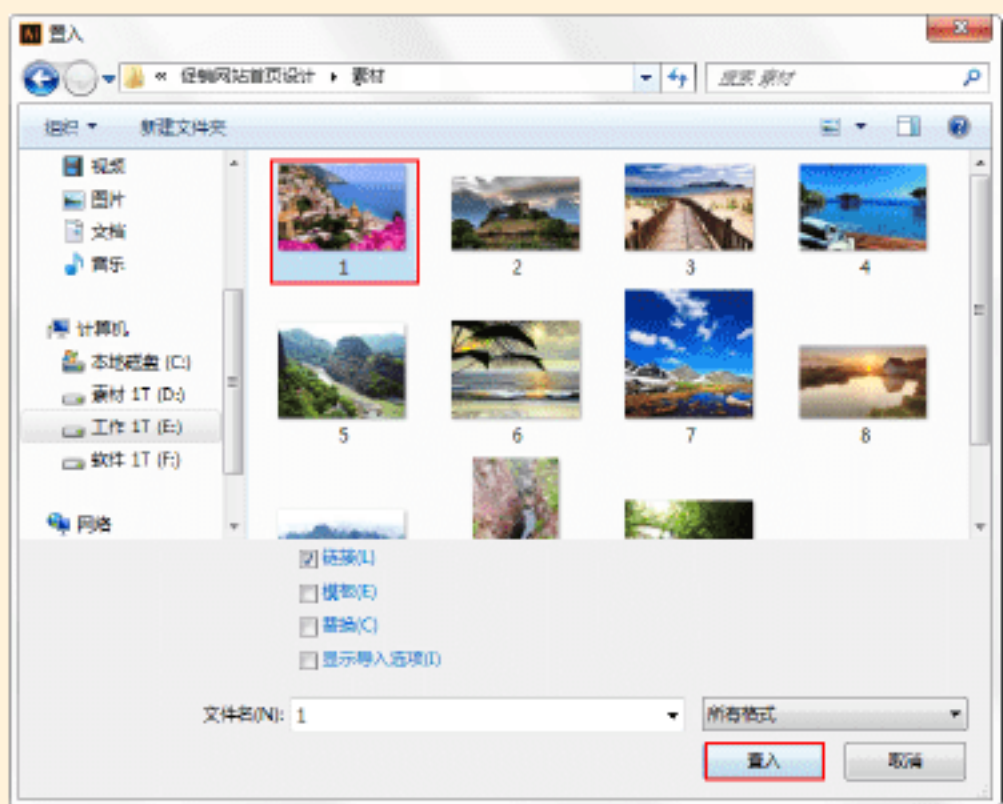 Ai 置入
« 促销网站首页设计 ▸ 素材
搜索 素材
组织 新建文件夹
视频
图片
文档
音乐
计算机
本地磁盘 (C:)
素材 1T (D:)
工作 1T (E:)
软件 1T (F:)
网络
1 2 3 4
5 6 7 8
链接(L)
模板(E)
替换(C)
显示导入选项(I)
文件名(N): 1 所有格式
置入 取消